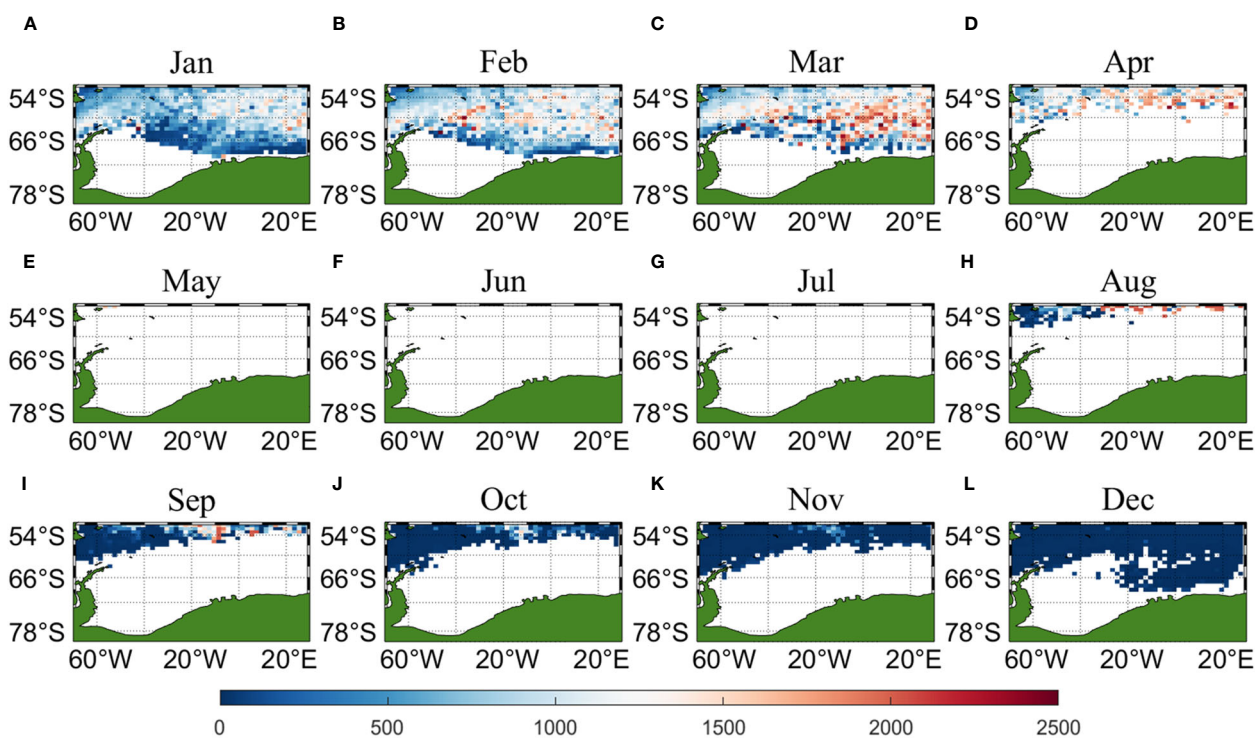 A B C D
Jan Feb Mar Apr
54°S 54°S 54°S 54°S
66°S 66°S 66°S 66°S
78°S 78°S 78°S 78°S
60°W 20°W 20°E 60°W 20°W 20°E 60°W 20°W 20°E 60°W 20°W 20°E
E F G H
May Jun Jul Aug
54°S 54°S 54°S 54°S
66°S 66°S 66°S 66°S
78°S 78°S 78°S 78°S
60°W 20°W 20°E 60°W 20°W 20°E 60°W 20°W 20°E 60°W 20°W 20°E
I J K L
Sep Oct Nov Dec
54°S 54°S 54°S 54°S
66°S 66°S 66°S 66°S
78°S 78°S 78°S 78°S
60°W 20°W 20°E 60°W 20°W 20°E 60°W 20°W 20°E 60°W 20°W 20°E
0 500 1000 1500 2000 2500